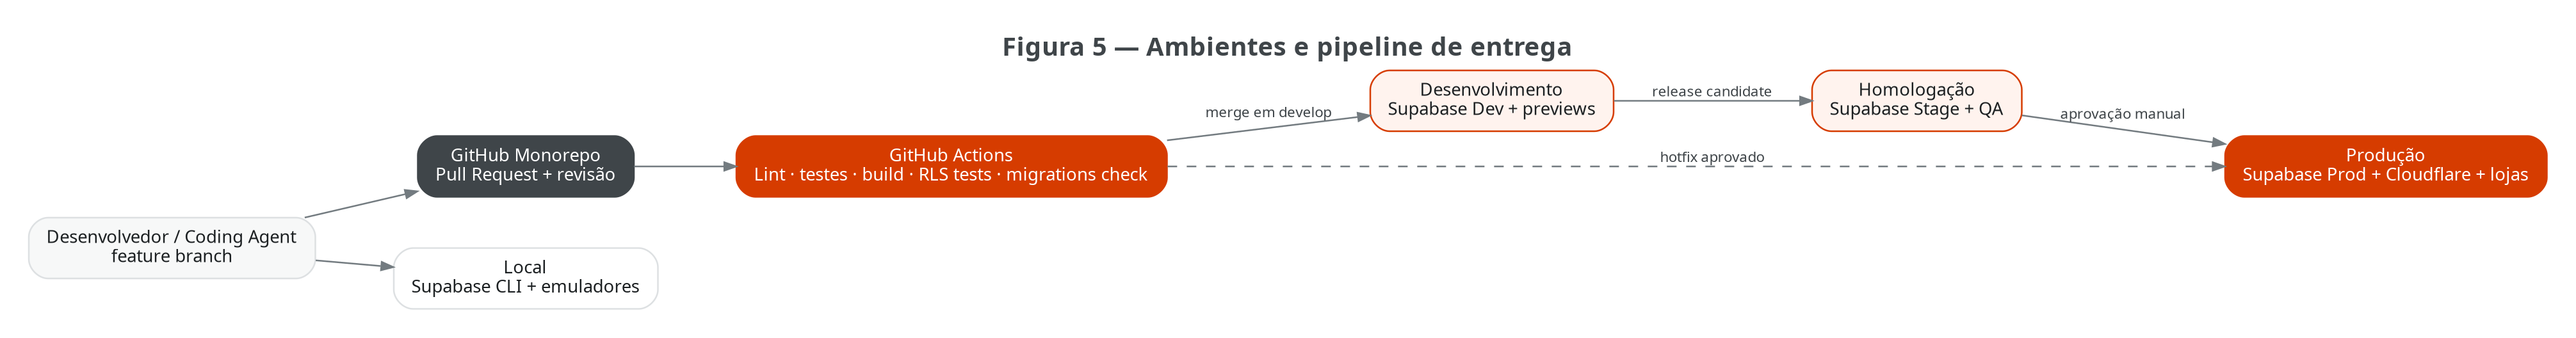 Figura 5 — Ambientes e pipeline de entrega
Desenvolvedor / Coding Agent
feature branch
GitHub Monorepo
Pull Request + revisão
Local
Supabase CLI + emuladores
GitHub Actions
Lint · testes · build · RLS tests · migrations check
merge em develop
Desenvolvimento
Supabase Dev + previews
release candidate
Homologação
Supabase Stage + QA
aprovação manual
hotfix aprovado
Produção
Supabase Prod + Cloudflare + lojas